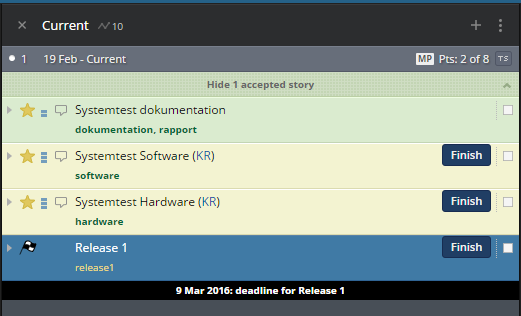 Current 10
1 19 Feb - Current MP Pts: 2 of 8 TS
Hide 1 accepted story
Systemtest dokumentation
dokumentation, rapport
Systemtest Software (KR) Finish
software
Systemtest Hardware (KR) Finish
hardware
Release 1 Finish
release1
9 Mar 2016: deadline for Release 1